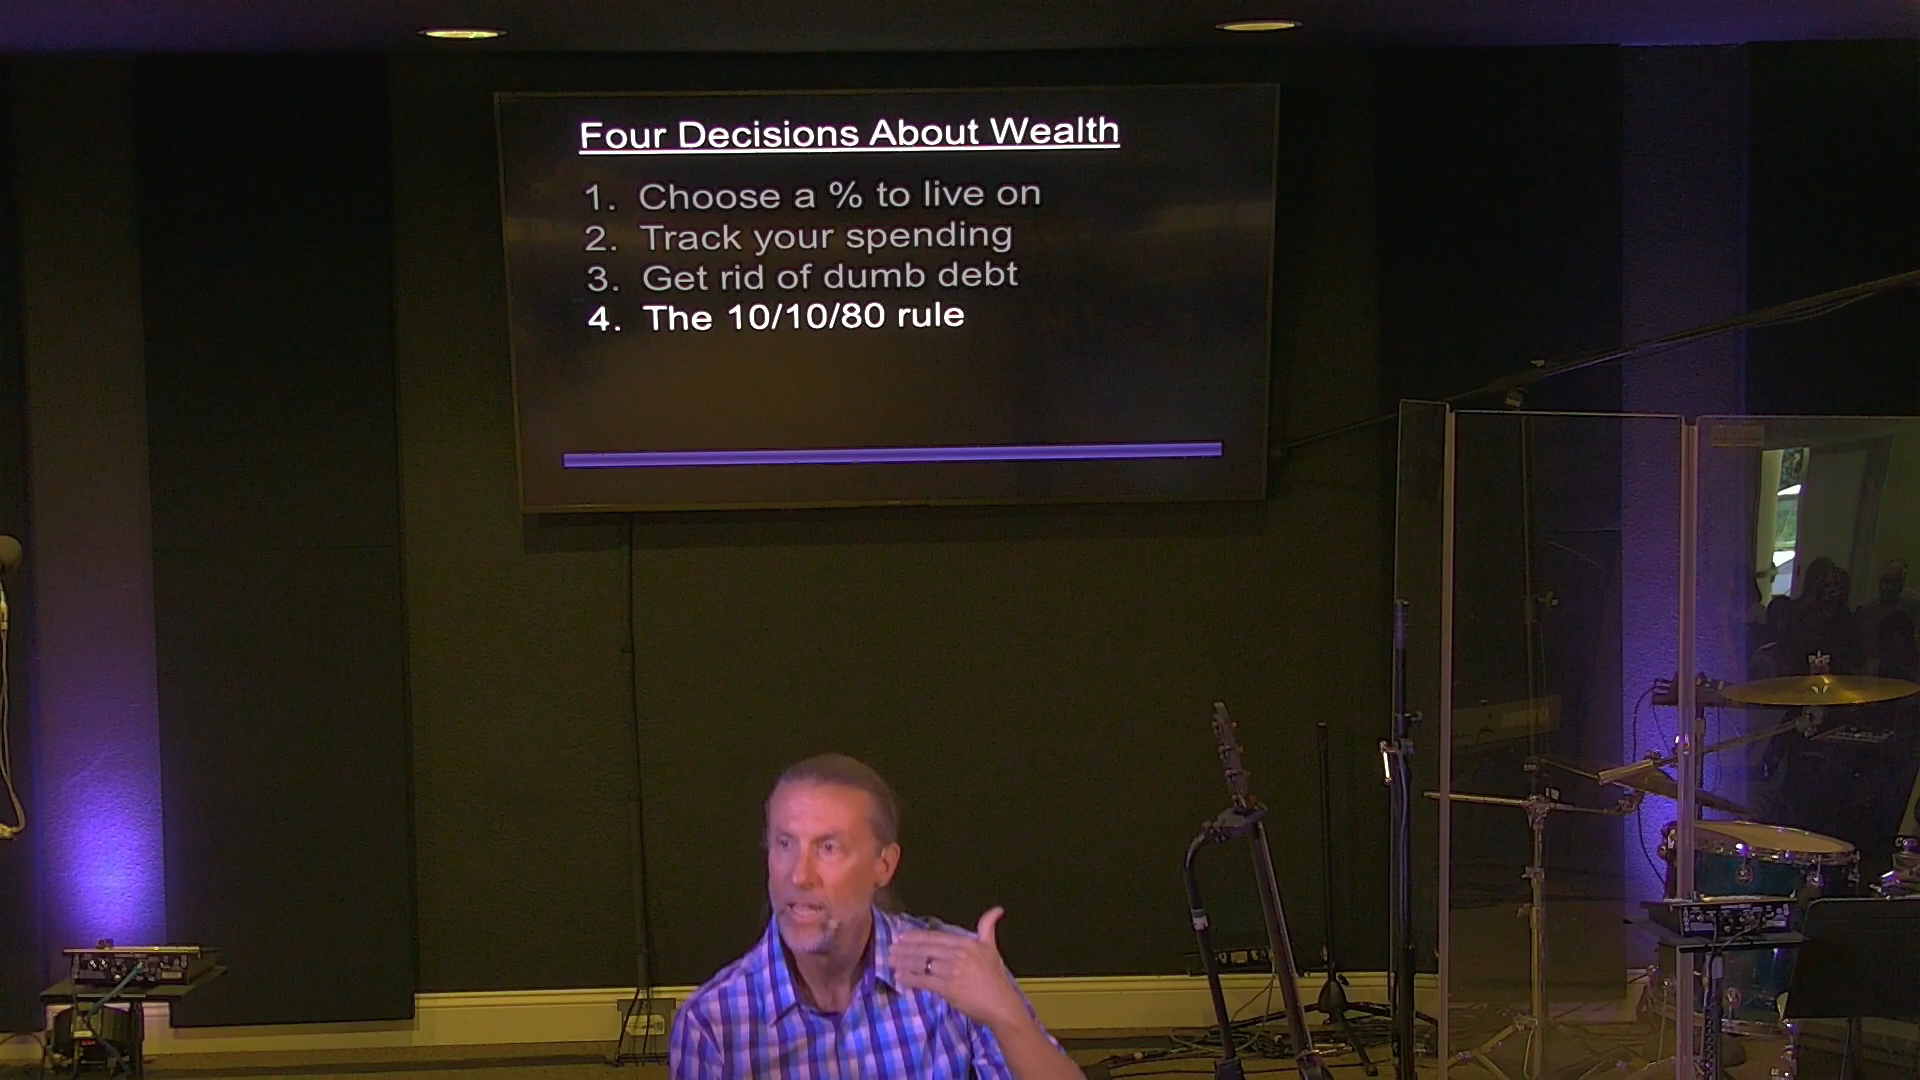 Four Decisions About Wealth
1. Choose a % to live on
2. Track your spending
3. Get rid of dumb debt
4. The 10/10/80 rule